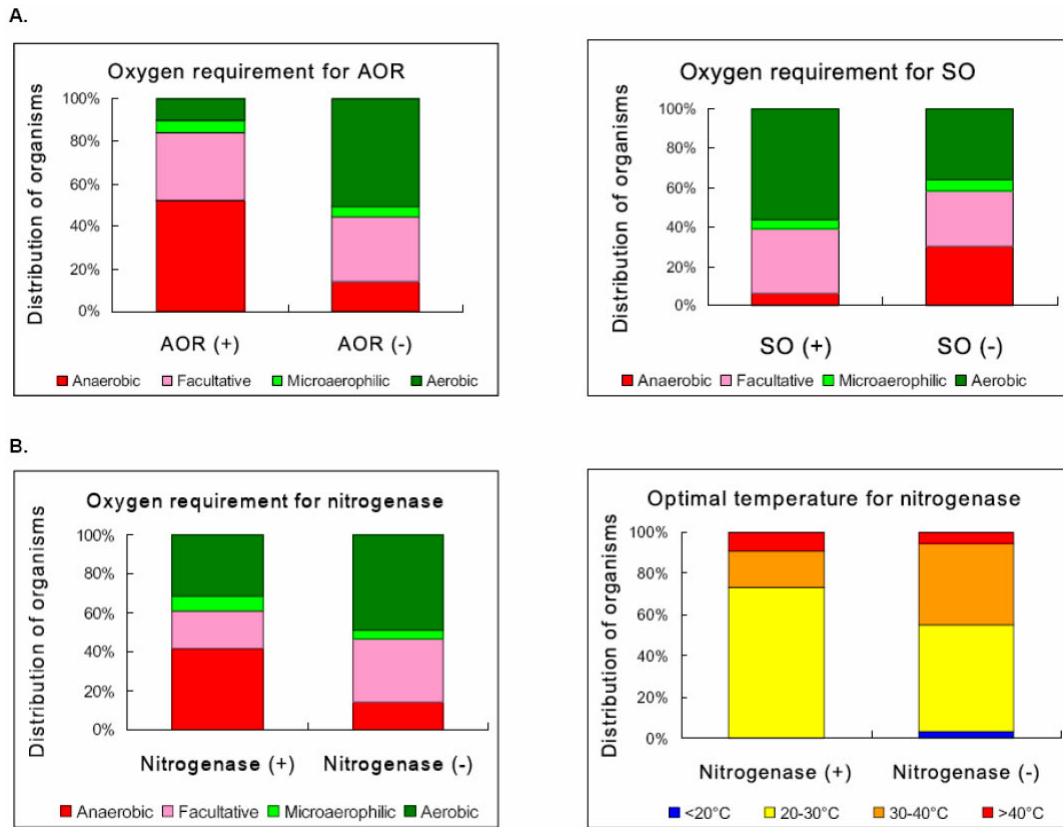 A.
Oxygen requirement for AOR
Distribution of organisms
100%
80%
60%
40%
20%
0%
AOR (+) AOR (-)
Anaerobic Facultative Microaerophilic Aerobic
Oxygen requirement for SO
Distribution of organisms
100%
80%
60%
40%
20%
0%
SO (+) SO (-)
Anaerobic Facultative Microaerophilic Aerobic
B.
Oxygen requirement for nitrogenase
Distribution of organisms
100%
80%
60%
40%
20%
0%
Nitrogenase (+) Nitrogenase (-)
Anaerobic Facultative Microaerophilic Aerobic
Optimal temperature for nitrogenase
Distribution of organisms
100%
80%
60%
40%
20%
0%
Nitrogenase (+) Nitrogenase (-)
<20°C 20-30°C 30-40°C >40°C